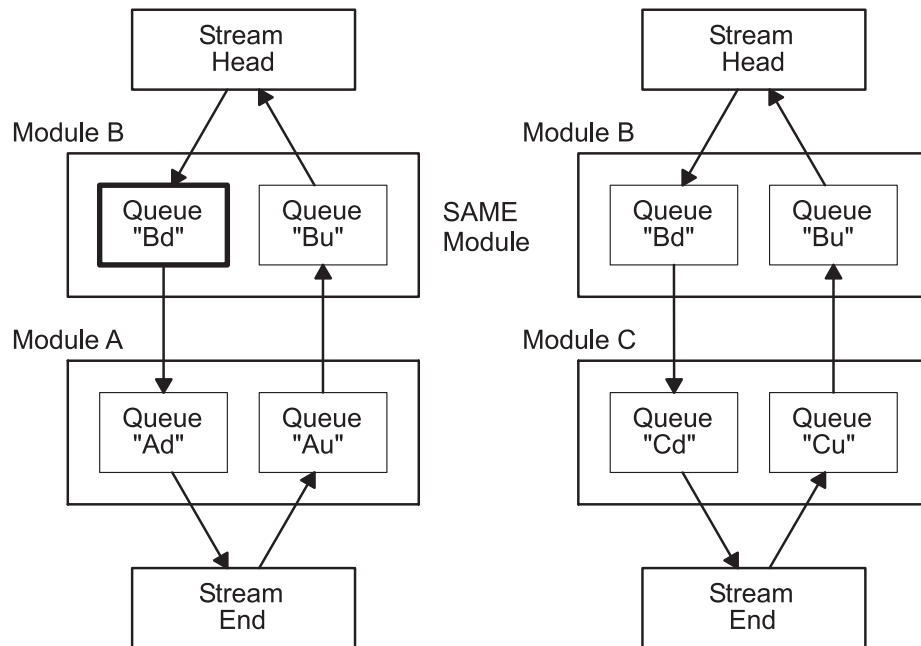 Stream
Head
Module B
Queue
"Bd"
Queue
"Bu"
Module A
Queue
"Ad"
Queue
"Au"
Stream
End
SAME
Module
Stream
Head
Module B
Queue
"Bd"
Queue
"Bu"
Module C
Queue
"Cd"
Queue
"Cu"
Stream
End